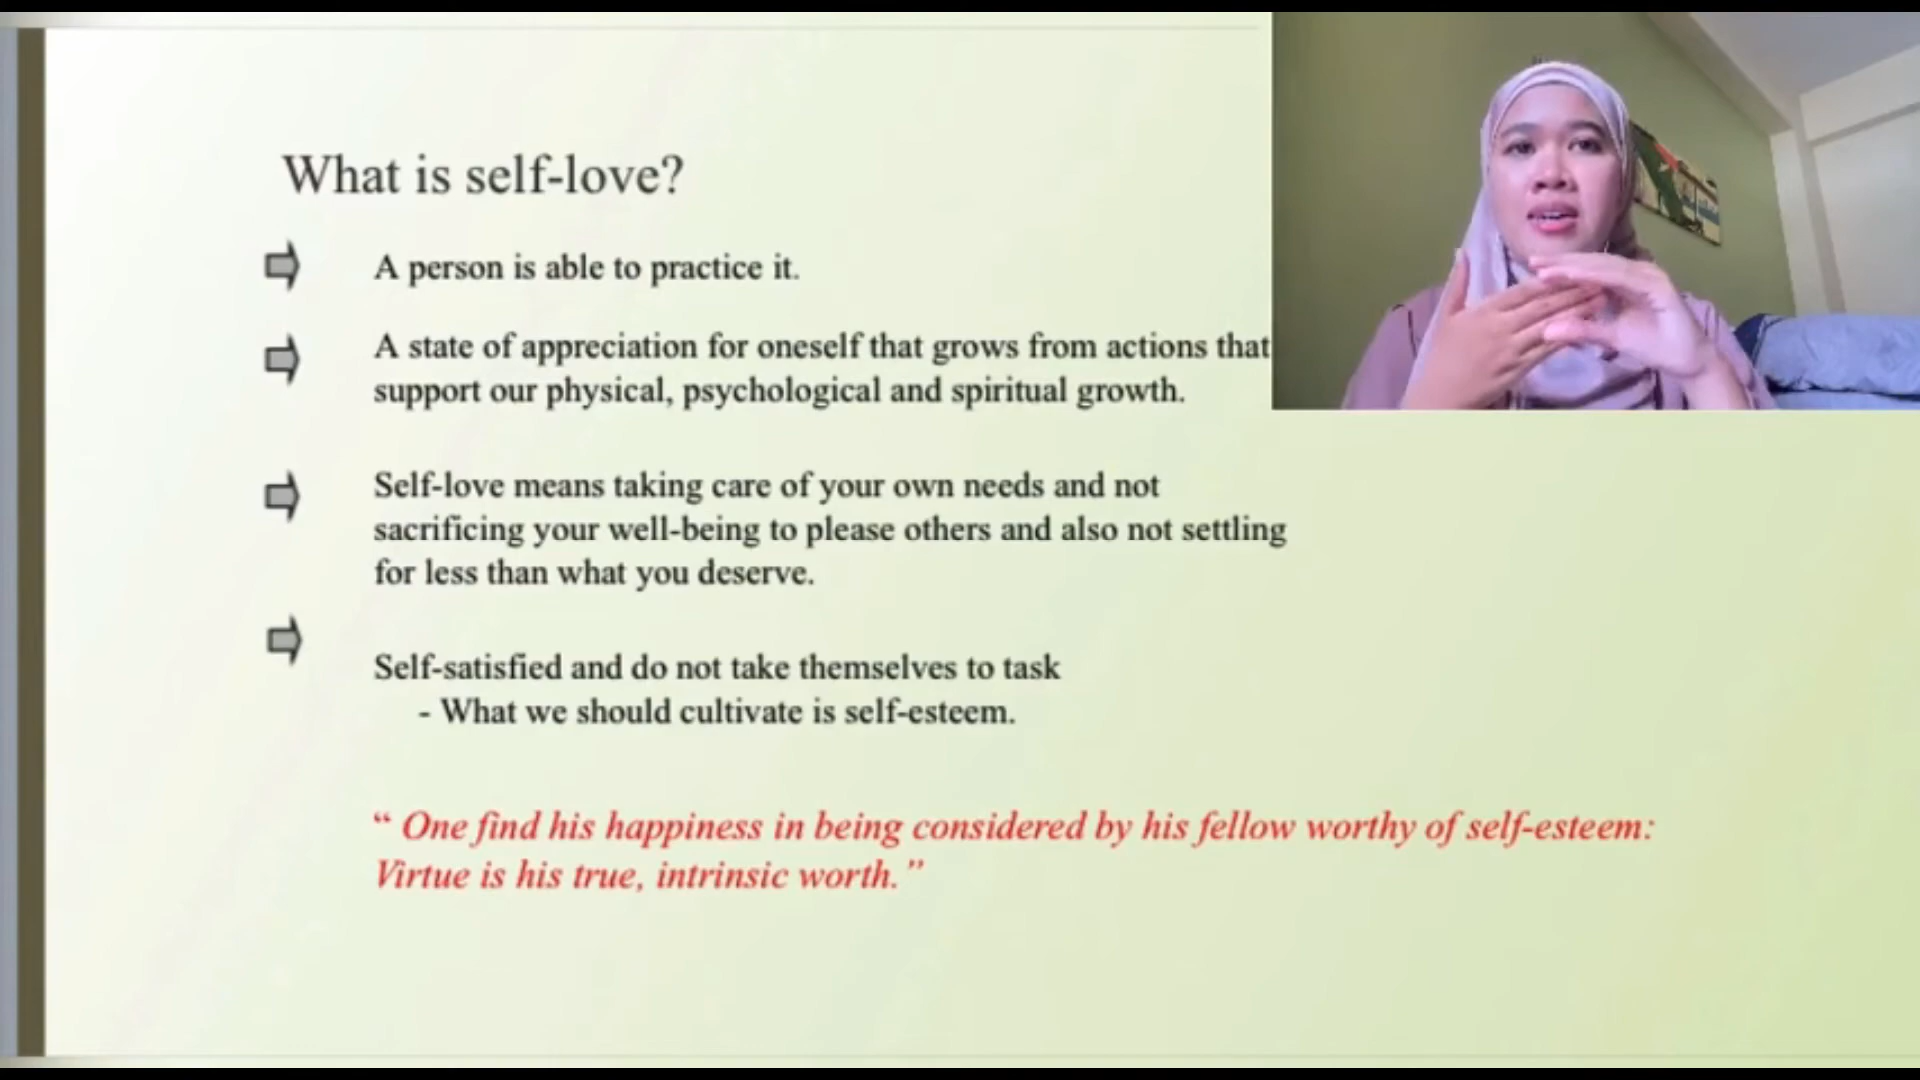 What is self-love?
A person is able to practice it.
A state of appreciation for oneself that grows from actions that
support our physical, psychological and spiritual growth.
Self-love means taking care of your own needs and not
sacrificing your well-being to please others and also not settling
for less than what you deserve.
Self-satisfied and do not take themselves to task
- What we should cultivate is self-esteem.
“ One find his happiness in being considered by his fellow worthy of self-esteem:
Virtue is his true, intrinsic worth. ”